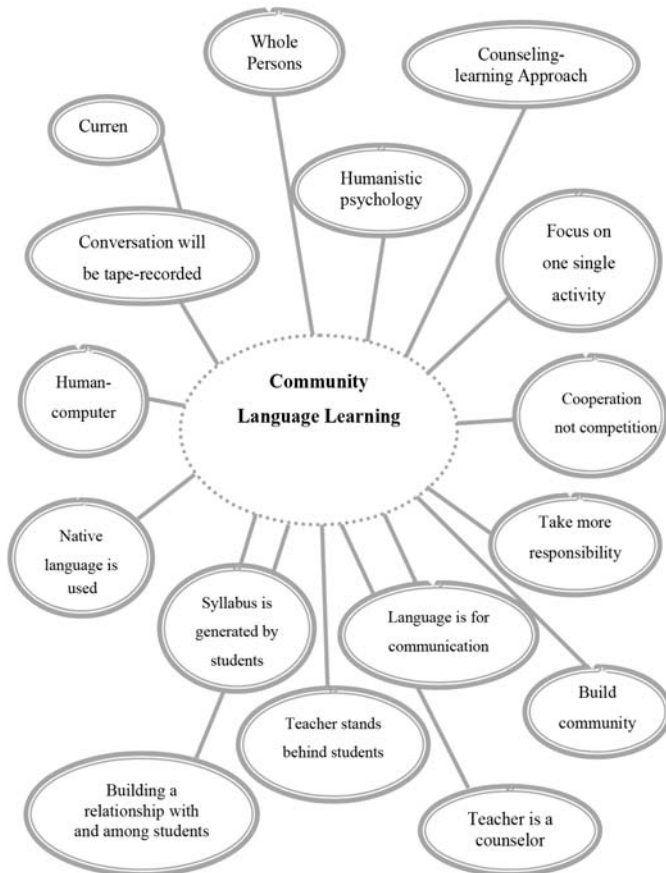 Whole
Persons
Counseling-
learning Approach
Curren
Humanistic
psychology
Conversation will
be tape-recorded
Focus on
one single
activity
Community
Language Learning
Human-
computer
Cooperation
not competition
Native
language is
used
Take more
responsibility
Syllabus is
generated by
students
Language is for
communication
Build
community
Teacher stands
behind students
Building a
relationship with
and among students
Teacher is a
counselor